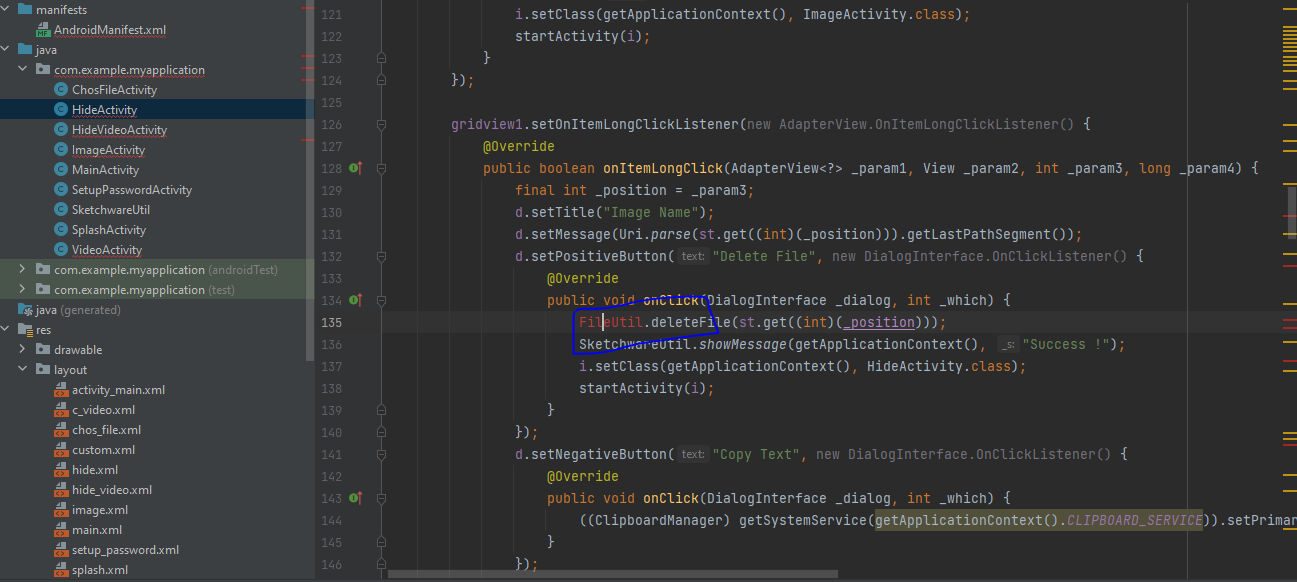 manifests
AndroidManifest.xml
java
com.example.myapplication
ChosFileActivity
HideActivity
HideVideoActivity
ImageActivity
MainActivity
SetupPasswordActivity
SketchwareUtil
SplashActivity
VideoActivity
com.example.myapplication (androidTest)
com.example.myapplication (test)
java (generated)
res
drawable
layout
activity_main.xml
c_video.xml
chos_file.xml
custom.xml
hide.xml
hide_video.xml
image.xml
main.xml
setup_password.xml
splash.xml
121 i.setClass(getApplicationContext(), ImageActivity.class);
122 startActivity(i);
123 }
124 });
125
126 gridview1.setOnItemLongClickListener(new AdapterView.OnItemLongClickListener() {
127 @Override
128 public boolean onItemLongClick(AdapterView<?> _param1, View _param2, int _param3, long _param4) {
129 final int _position = _param3;
130 d.setTitle("Image Name");
131 d.setMessage(Uri.parse(st.get((int)(_position))).getLastPathSegment());
132 d.setPositiveButton( text: "Delete File", new DialogInterface.OnClickListener() {
133 @Override
134 public void onClick(DialogInterface _dialog, int _which) {
135 FileUtil.deleteFile(st.get((int)(_position)));
136 SketchwareUtil.showMessage(getApplicationContext(), _s: "Success !");
137 i.setClass(getApplicationContext(), HideActivity.class);
138 startActivity(i);
139 }
140 });
141 d.setNegativeButton( text: "Copy Text", new DialogInterface.OnClickListener() {
142 @Override
143 public void onClick(DialogInterface _dialog, int _which) {
144 ((ClipboardManager) getSystemService(getApplicationContext().CLIPBOARD_SERVICE)).setPrimar
145 }
146 });